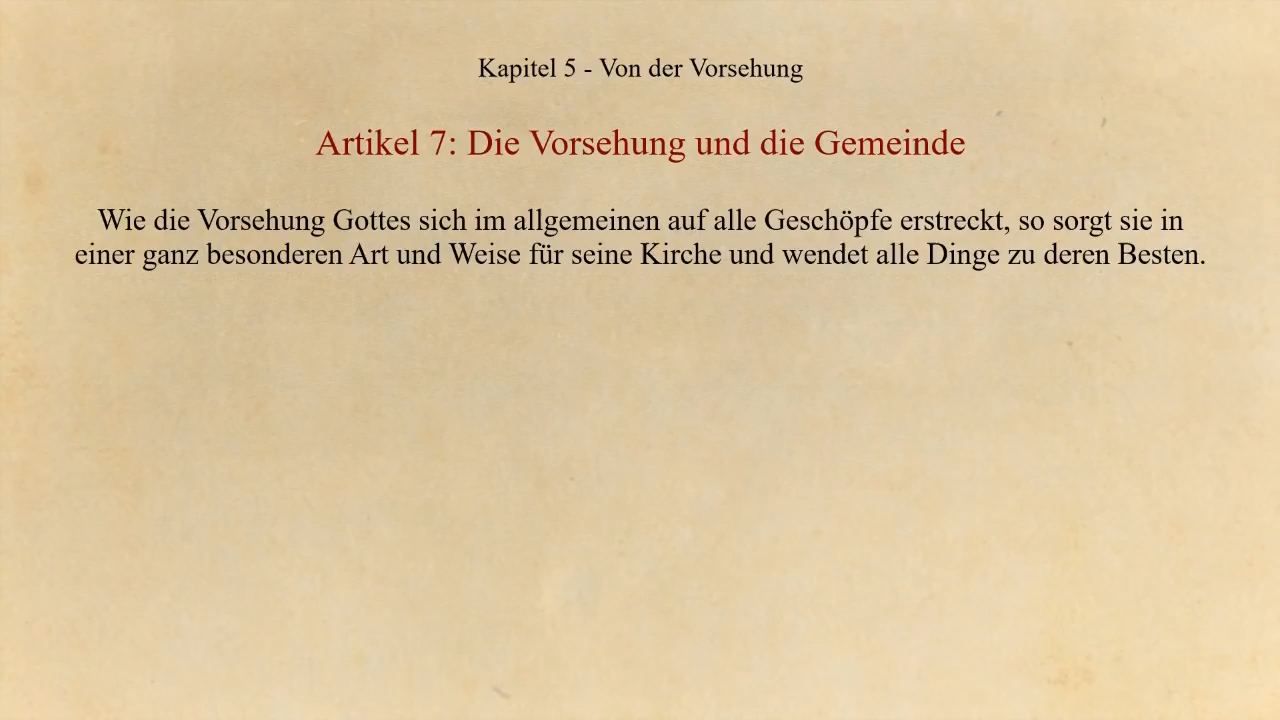 Kapitel 5 - Von der Vorsehung
Artikel 7: Die Vorsehung und die Gemeinde
Wie die Vorsehung Gottes sich im allgemeinen auf alle Geschöpfe erstreckt, so sorgt sie in
einer ganz besonderen Art und Weise für seine Kirche und wendet alle Dinge zu deren Besten.